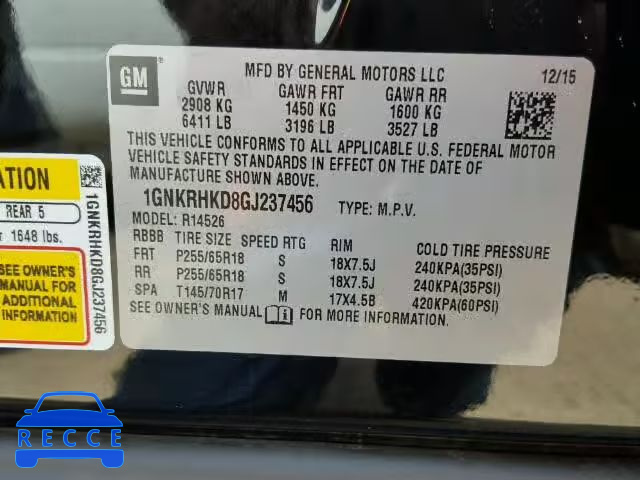 GM
MFD BY GENERAL MOTORS LLC 12/15
GVWR GAWR FRT GAWR RR
2908 KG 1450 KG 1600 KG
6411 LB 3196 LB 3527 LB
THIS VEHICLE CONFORMS TO ALL APPLICABLE U.S. FEDERAL MOTOR
VEHICLE SAFETY STANDARDS IN EFFECT ON THE DATE OF
MANUFACTURE SHOWN ABOVE.
1GNKRHKD8GJ237456 TYPE: M.P.V.
MODEL: R14526
RBBB TIRE SIZE SPEED RTG RIM COLD TIRE PRESSURE
FRT P255/65R18 S 18X7.5J 240KPA(35PSI)
RR P255/65R18 S 18X7.5J 240KPA(35PSI)
SPA T145/70R17 M 17X4.5B 420KPA(60PSI)
SEE OWNER'S MANUAL FOR MORE INFORMATION.
ATION
REAR 5
1648 lbs.
SEE OWNER'S
MANUAL FOR
ADDITIONAL
INFORMATION
1GNKRHKD8GJ237456
RECCE